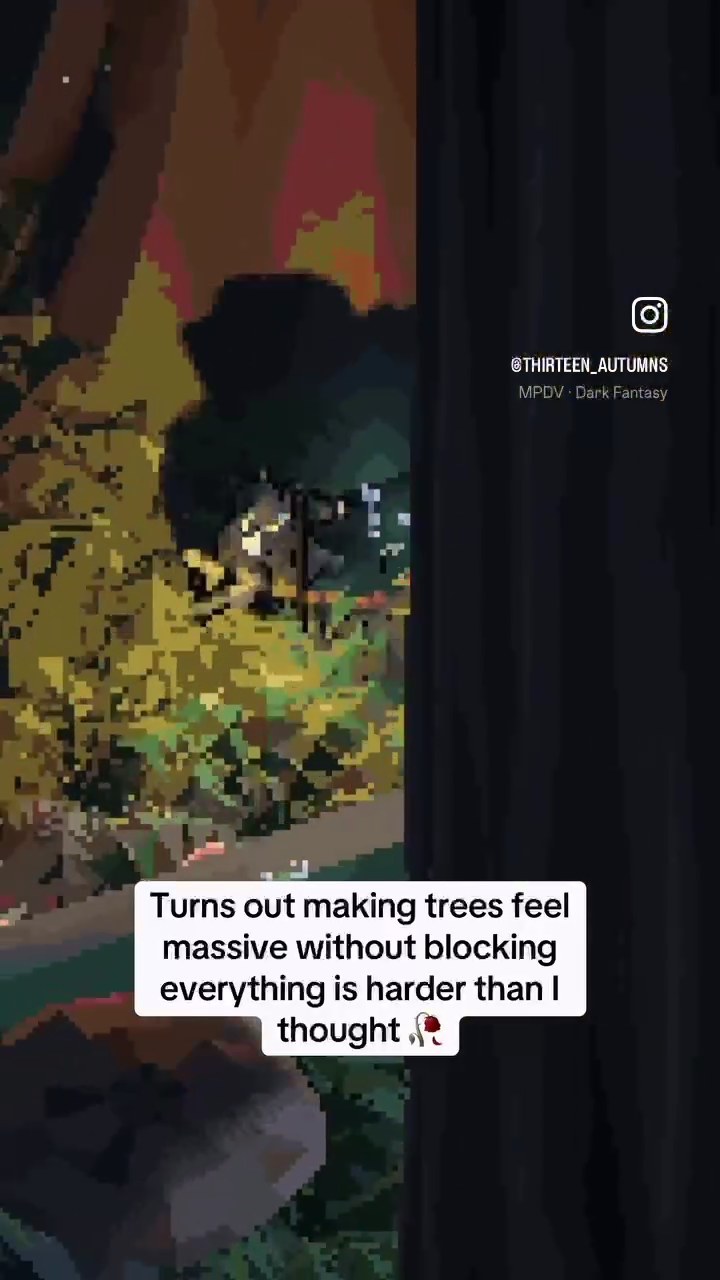 @THIRTEEN_AUTUMNS
MPDV · Dark Fantasy
Turns out making trees feel
massive without blocking
everything is harder than I
thought 🥀